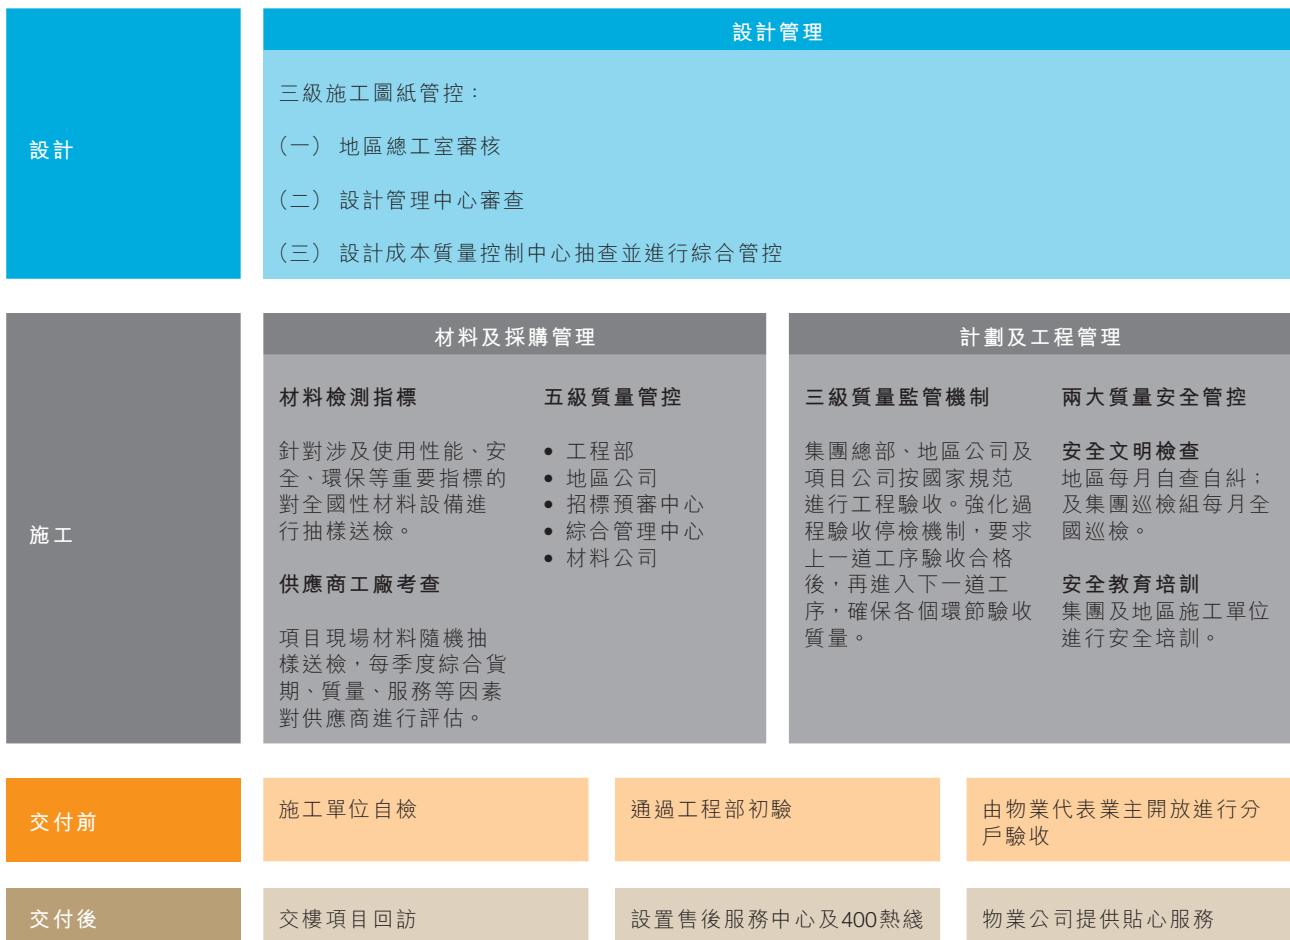 設計
設計管理
三級施工圖紙管控：
(一) 地區總工室審核
(二) 設計管理中心審查
(三) 設計成本質量控制中心抽查並進行綜合管控
施工
材料及採購管理
材料檢測指標
針對涉及使用性能、安
全、環保等重要指標的
對全國性材料設備進
行抽樣送檢。
供應商工廠考查
項目現場材料隨機抽
樣送檢，每季度綜合貨
期、質量、服務等因素
對供應商進行評估。
五級質量管控
• 工程部
• 地區公司
• 招標預審中心
• 綜合管理中心
• 材料公司
計劃及工程管理
三級質量監管機制
集團總部、地區公司及
項目公司按國家規范
進行工程驗收。強化過
程驗收停檢機制，要求
上一道工序驗收合格
後，再進入下一道工
序，確保各個環節驗收
質量。
兩大質量安全管控
安全文明檢查
地區每月自查自糾；
及集團巡檢組每月全
國巡檢。
安全教育培訓
集團及地區施工單位
進行安全培訓。
交付前
施工單位自檢
通過工程部初驗
由物業代表業主開放進行分
戶驗收
交付後
交樓項目回訪
設置售後服務中心及400熱綫
物業公司提供貼心服務